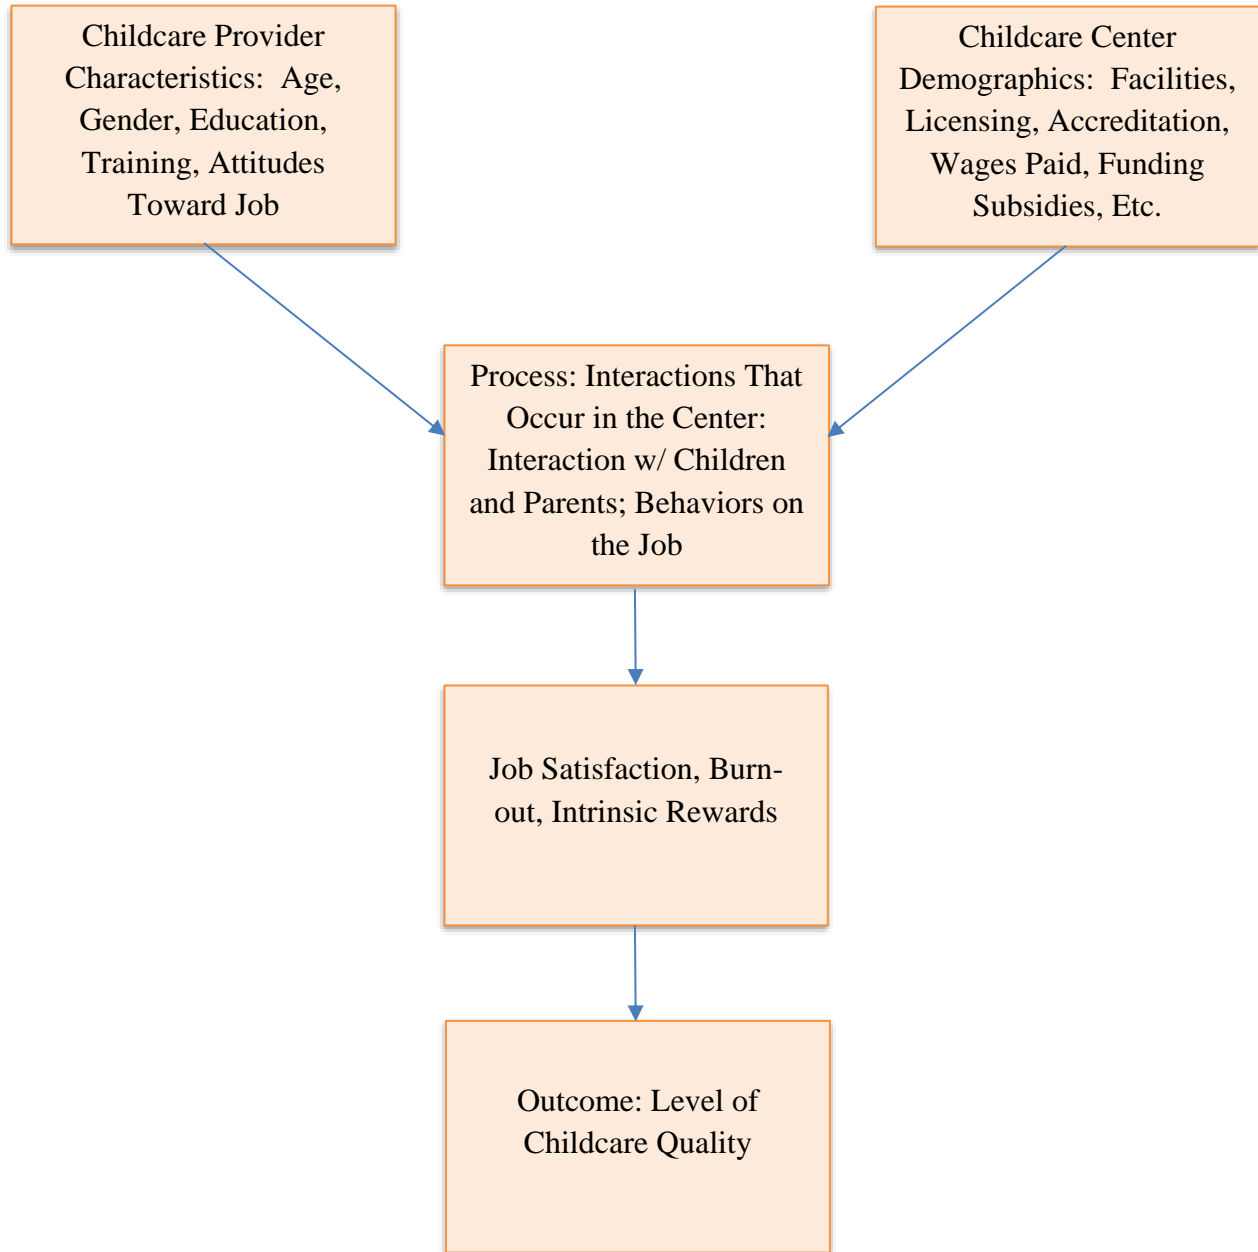 Childcare Provider
Characteristics:  Age,
Gender, Education,
Training, Attitudes
Toward Job
Childcare Center
Demographics:  Facilities,
Licensing, Accreditation,
Wages Paid, Funding
Subsidies, Etc.
Process: Interactions That
Occur in the Center:
Interaction w/ Children
and Parents; Behaviors on
the Job
Job Satisfaction, Burn-
out, Intrinsic Rewards
Outcome: Level of
Childcare Quality